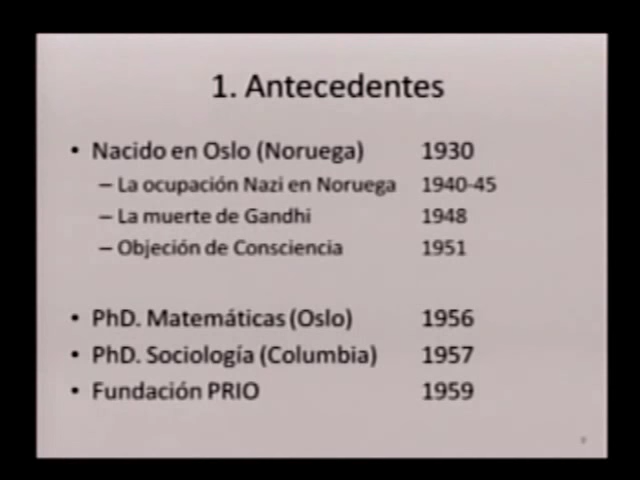 1. Antecedentes
• Nacido en Oslo (Noruega) 1930
– La ocupación Nazi en Noruega 1940-45
– La muerte de Gandhi 1948
– Objeción de Consciencia 1951
• PhD. Matemáticas (Oslo) 1956
• PhD. Sociología (Columbia) 1957
• Fundación PRIO 1959